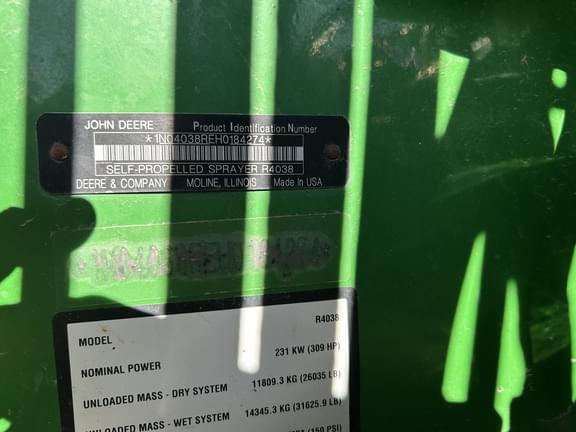 JOHN DEERE Product Identification Number
*1N04038REH0184274*
SELF-PROPELLED SPRAYER R4038
DEERE & COMPANY MOLINE, ILLINOIS Made In USA
MODEL R4038
NOMINAL POWER 231 KW (309 HP)
UNLOADED MASS - DRY SYSTEM 11809.3 KG (26035 LB)
UNLOADED MASS - WET SYSTEM 14345.3 KG (31625.9 LB)
(150 PSI)